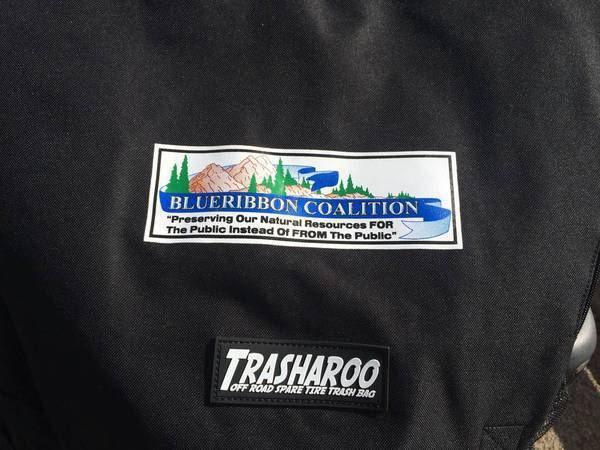 BLUERIBBON COALITION
"Preserving Our Natural Resources FOR
The Public Instead Of FROM The Public"
TRASHAROO
OFF ROAD SPARE TIRE TRASH BAG